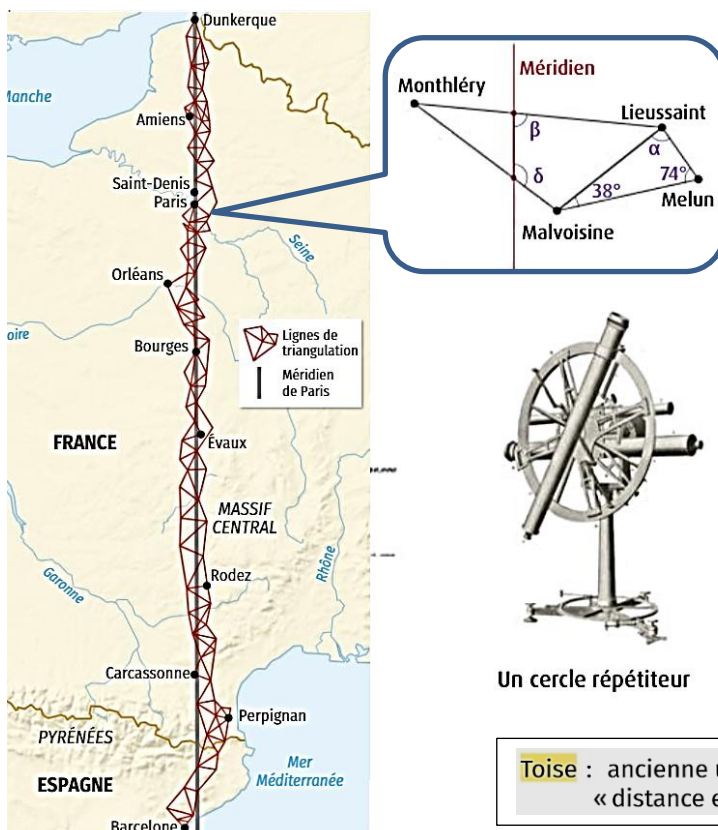 Dunkerque
Manche
Amiens
Saint-Denis
Paris
Seine
Orléans
oire
Bourges
Lignes de
triangulation
Méridien
de Paris
FRANCE
Évaux
MASSIF
CENTRAL
Garonne
Rhône
Rodez
Carcassonne
Perpignan
PYRÉNÉES
Mer
Méditerranée
ESPAGNE
Barcelone
Méridien
Monthléry
Lieussaint
β
α
δ
74°
38°
Melun
Malvoisine
Un cercle répétiteur
Toise : ancienne u
« distance e